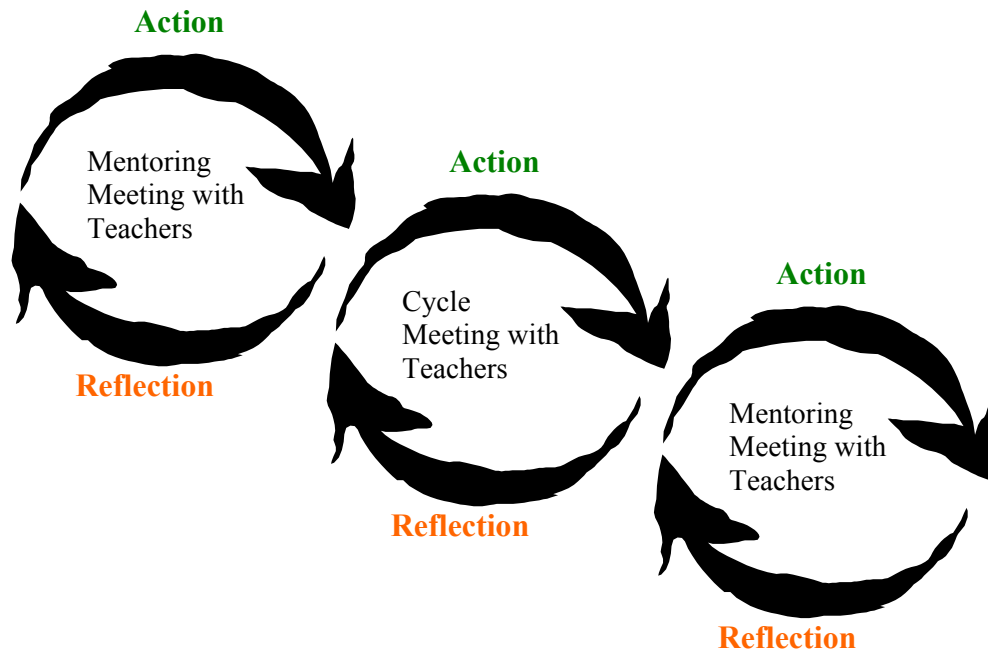 Action
Mentoring
Meeting with
Teachers
Reflection
Action
Cycle
Meeting with
Teachers
Reflection
Action
Mentoring
Meeting with
Teachers
Reflection